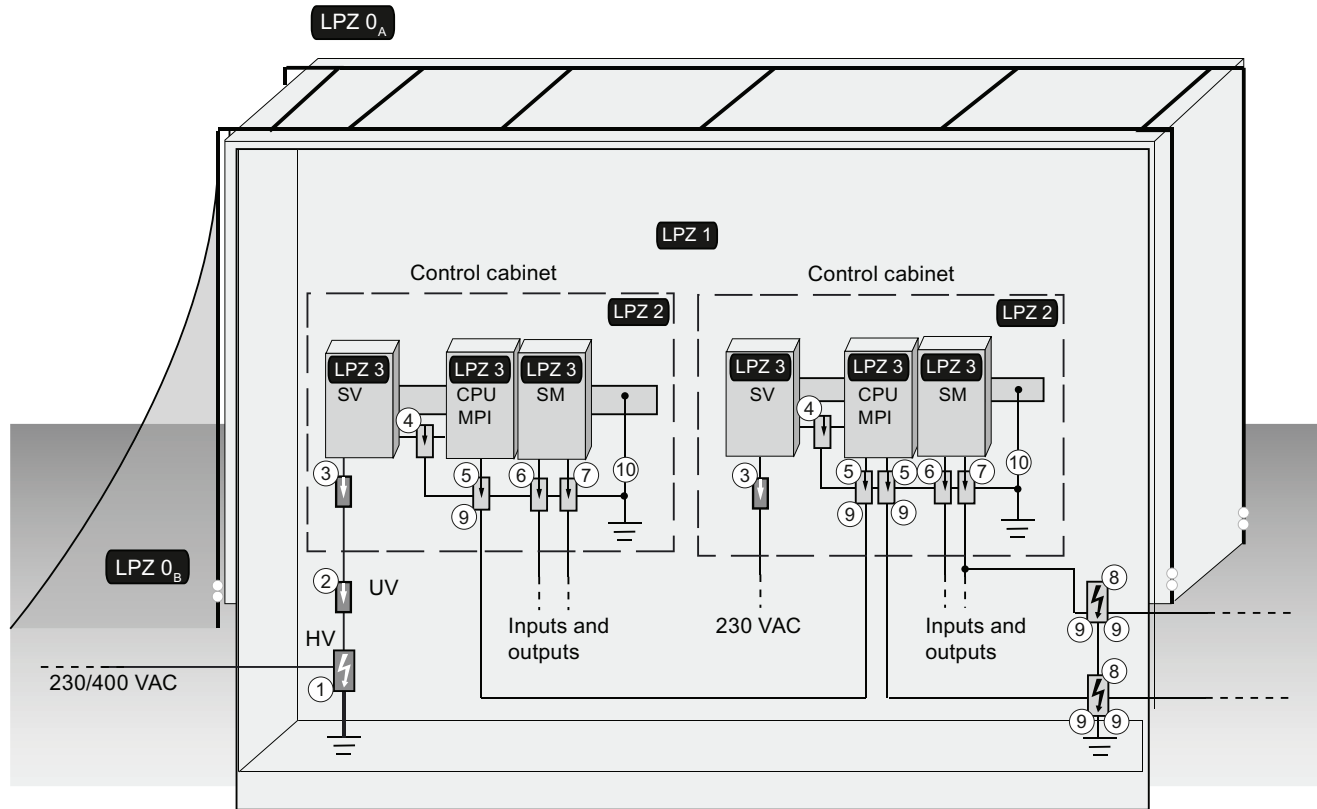 LPZ 0A
LPZ 1
Control cabinet
Control cabinet
LPZ 2
LPZ 2
LPZ 3
LPZ 3
LPZ 3
SV
CPU
MPI
SM
4
3
5
6
7
10
9
LPZ 3
LPZ 3
LPZ 3
SV
CPU
MPI
SM
4
3
5
5
6
7
10
9
9
LPZ 0B
2
UV
HV
230/400 VAC
1
Inputs and
outputs
230 VAC
Inputs and
outputs
8
9
9
8
9
9